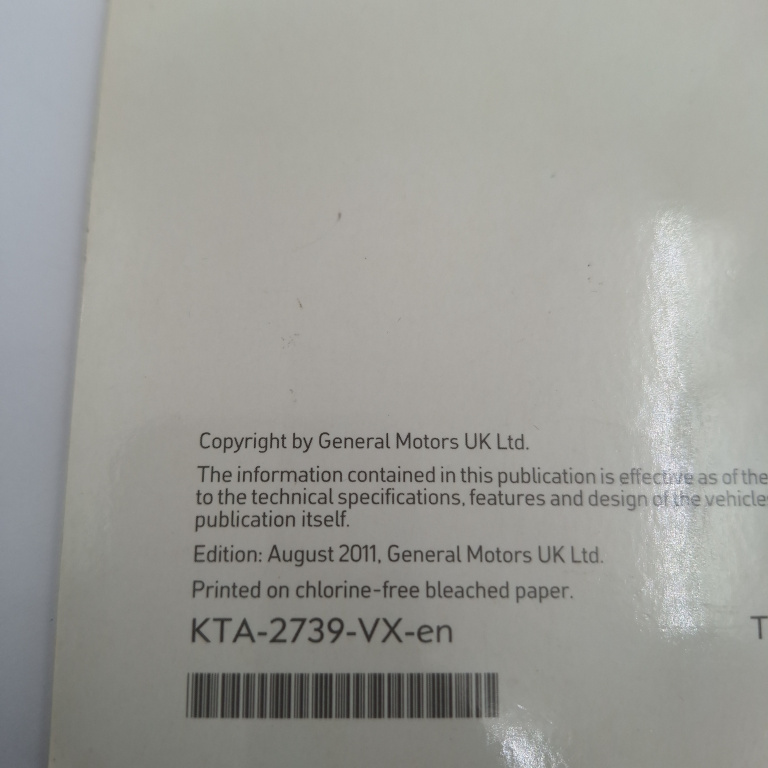 Copyright by General Motors UK Ltd.
The information contained in this publication is effective as of the
to the technical specifications, features and design of the vehicles
publication itself.
Edition: August 2011, General Motors UK Ltd.
Printed on chlorine-free bleached paper.
KTA-2739-VX-en T